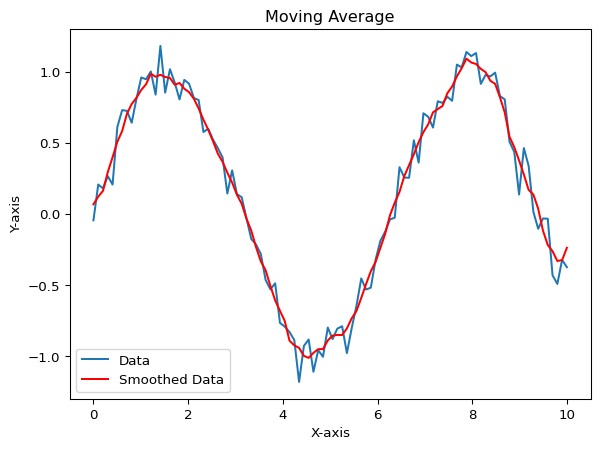 Moving Average
1.0
0.5
0.0
−0.5
−1.0
Y-axis
Data
Smoothed Data
0 2 4 6 8 10
X-axis